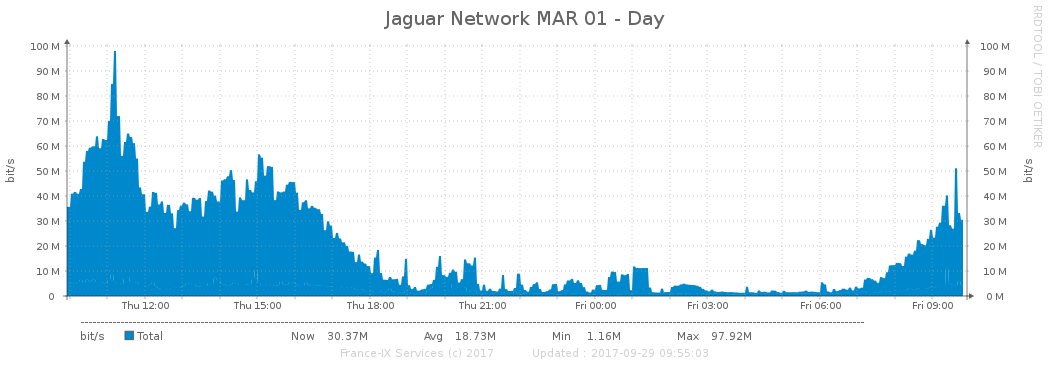 Jaguar Network MAR 01 - Day
RRDTOOL / TOBI OETIKER
bit/s
100 M
90 M
80 M
70 M
60 M
50 M
40 M
30 M
20 M
10 M
0
100 M
90 M
80 M
70 M
60 M
50 M
40 M
30 M
20 M
10 M
0 M
bit/s
Thu 12:00 Thu 15:00 Thu 18:00 Thu 21:00 Fri 00:00 Fri 03:00 Fri 06:00 Fri 09:00
bit/s Total Now 30.37M Avg 18.73M Min 1.16M Max 97.92M
France-IX Services (c) 2017 Updated : 2017-09-29 09:55:03